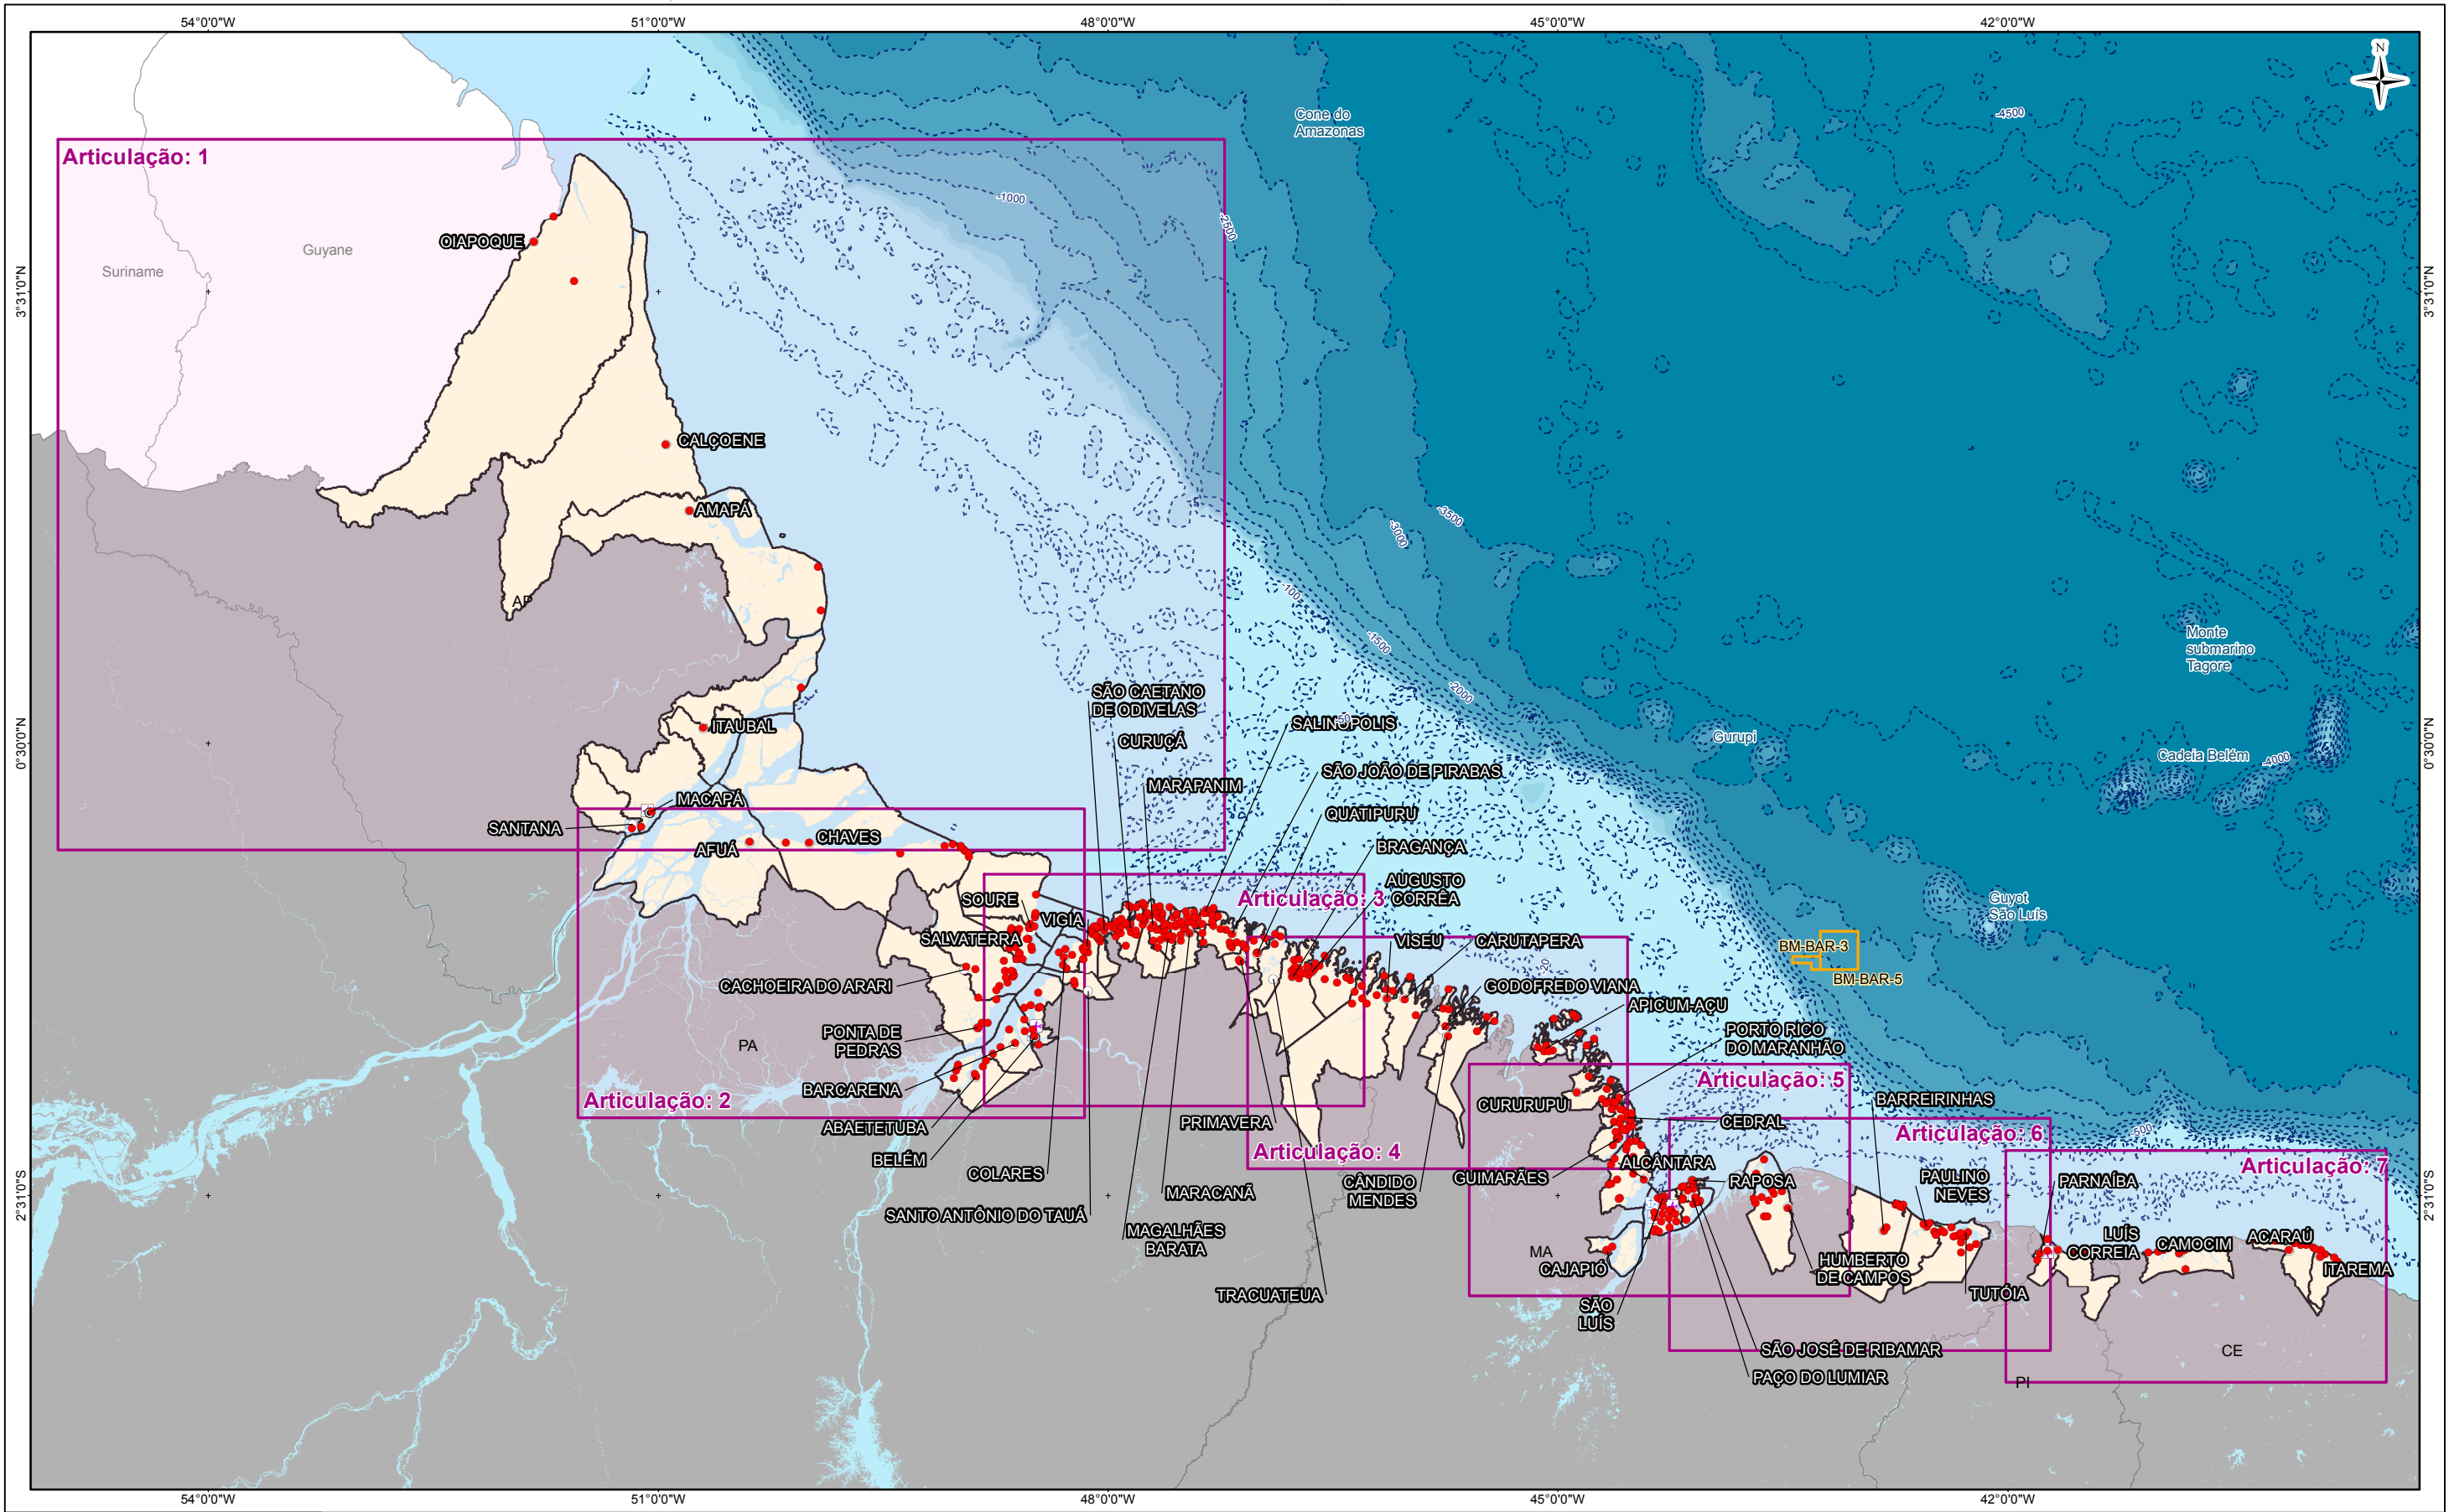 54°0'0"W
51°0'0"W
48°0'0"W
45°0'0"W
42°0'0"W
N
Cone do
Amazonas
-4500
Articulação: 1
-1000
-2500
OIAPOQUE
Guyane
Suriname
3°31'0"N
3°31'0"N
CALÇOENE
AMAPÁ
-3500
-3000
-100
AP
-1500
Monte
submarino
Tagore
-2000
SÃO CAETANO
DE ODIVELAS
ITAUBAL
SALINÓPOLIS
-50
CURUÇÁ
Gurupi
Cadeia Belém
-4000
0°30'0"N
0°30'0"N
SÃO JOÃO DE PIRABAS
MARAPANIM
MACAPÁ
QUATIPURU
SANTANA
CHAVES
AFUÁ
BRAGANÇA
AUGUSTO
CORRÊA
Articulação: 3
SOURE
VIGIA
Guyot
São Luís
SALVATERRA
VISEU
CARUTAPERA
BM-BAR-3
BM-BAR-5
-20
CACHOEIRA DO ARARI
GODOFREDO VIANA
APICUM-AÇU
PONTA DE
PEDRAS
PA
PORTO RICO
DO MARANHÃO
BARCARENA
Articulação: 5
Articulação: 2
CURURUPU
BARREIRINHAS
ABAETETUBA
PRIMAVERA
CEDRAL
-500
Articulação: 6
BELÉM
Articulação: 4
ALCÂNTARA
Articulação: 7
COLARES
GUIMARÃES
CÂNDIDO
MENDES
RAPOSA
PAULINO
NEVES
PARNAÍBA
MARACANÃ
2°31'0"S
2°31'0"S
SANTO ANTÔNIO DO TAUÁ
MAGALHÃES
BARATA
LUÍS
CORREIA
CAMOCIM
ACARAÚ
MA
CAJAPIÓ
HUMBERTO
DE CAMPOS
ITAREMA
TRACUATEUA
TUTÓIA
SÃO
LUÍS
SÃO JOSÉ DE RIBAMAR
CE
PAÇO DO LUMIAR
PI
54°0'0"W
51°0'0"W
48°0'0"W
45°0'0"W
42°0'0"W